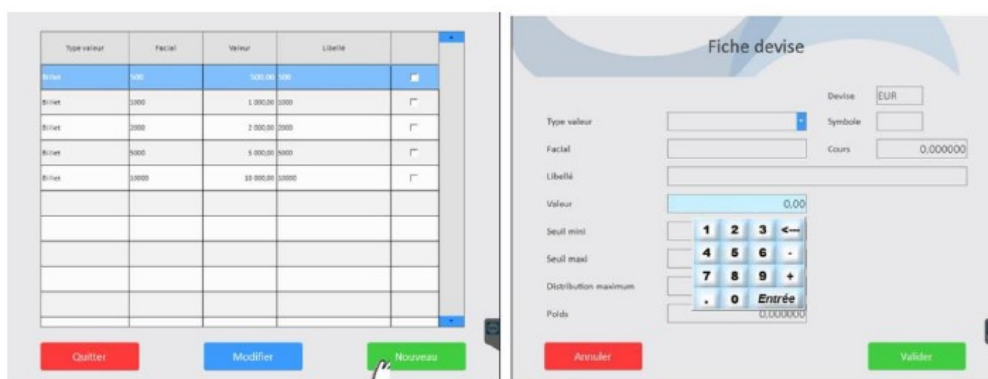 Type valeur Facial Valeur Libellé
Billet 500 500,00 500
Billet 1000 1 000,00 1000
Billet 2000 2 000,00 2000
Billet 5000 5 000,00 5000
Billet 10000 10 000,00 10000
Quitter Modifier Nouveau
Fiche devise
Devise EUR
Type valeur Symbole
Facial Cours 0,000000
Libellé
Valeur 0,00
Seuil mini 1 2 3 <---
Seuil maxi 4 5 6 -
7 8 9 +
Distribution maximum
. 0 Entrée
Poids 0,000000
Annuler Valider